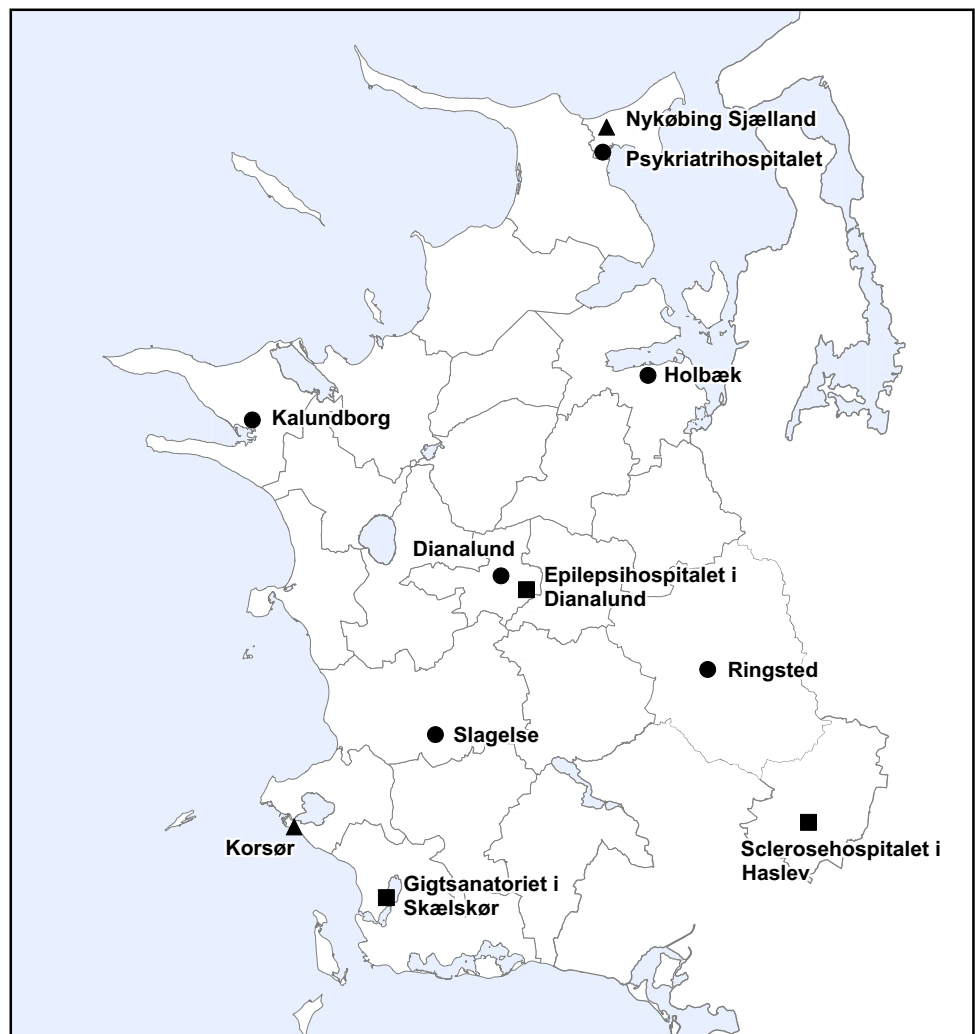 Nykøbing Sjælland
Psykriatrihospitalet
Holbæk
Kalundborg
Dianalund
Epilepsihospitalet i
Dianalund
Ringsted
Slagelse
Korsør
Sclerosehospitalet i
Haslev
Gigtsanatoriet i
Skælskør